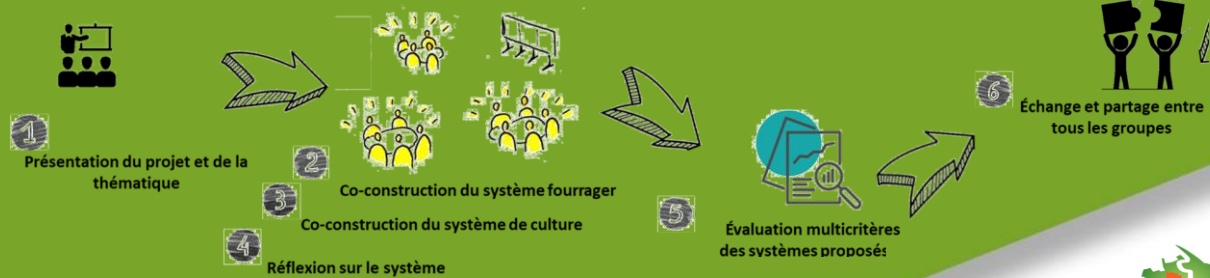 1
Présentation du projet et de la
thématique
2
Co-construction du système fourrager
3
Co-construction du système de culture
4
Réflexion sur le système
5
Évaluation multicritères
des systèmes proposés
6
Échange et partage entre
tous les groupes